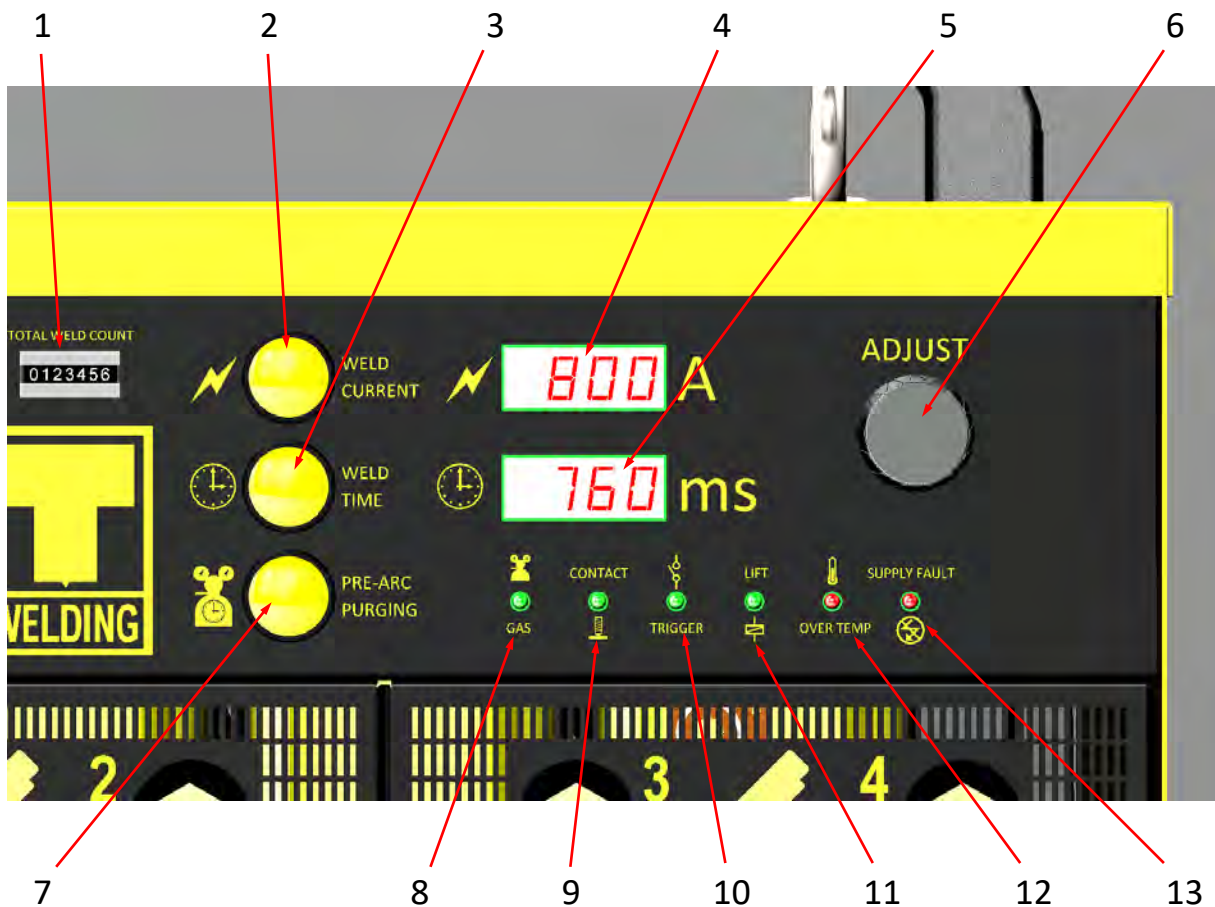 1 2 3 4 5 6
TOTAL WELD COUNT
0123456
WELD
CURRENT
800 A
ADJUST
WELD
TIME
760 ms
PRE-ARC
PURGING
CONTACT LIFT SUPPLY FAULT
GAS TRIGGER OVER TEMP
T
WELDING
2 3 4
7 8 9 10 11 12 13